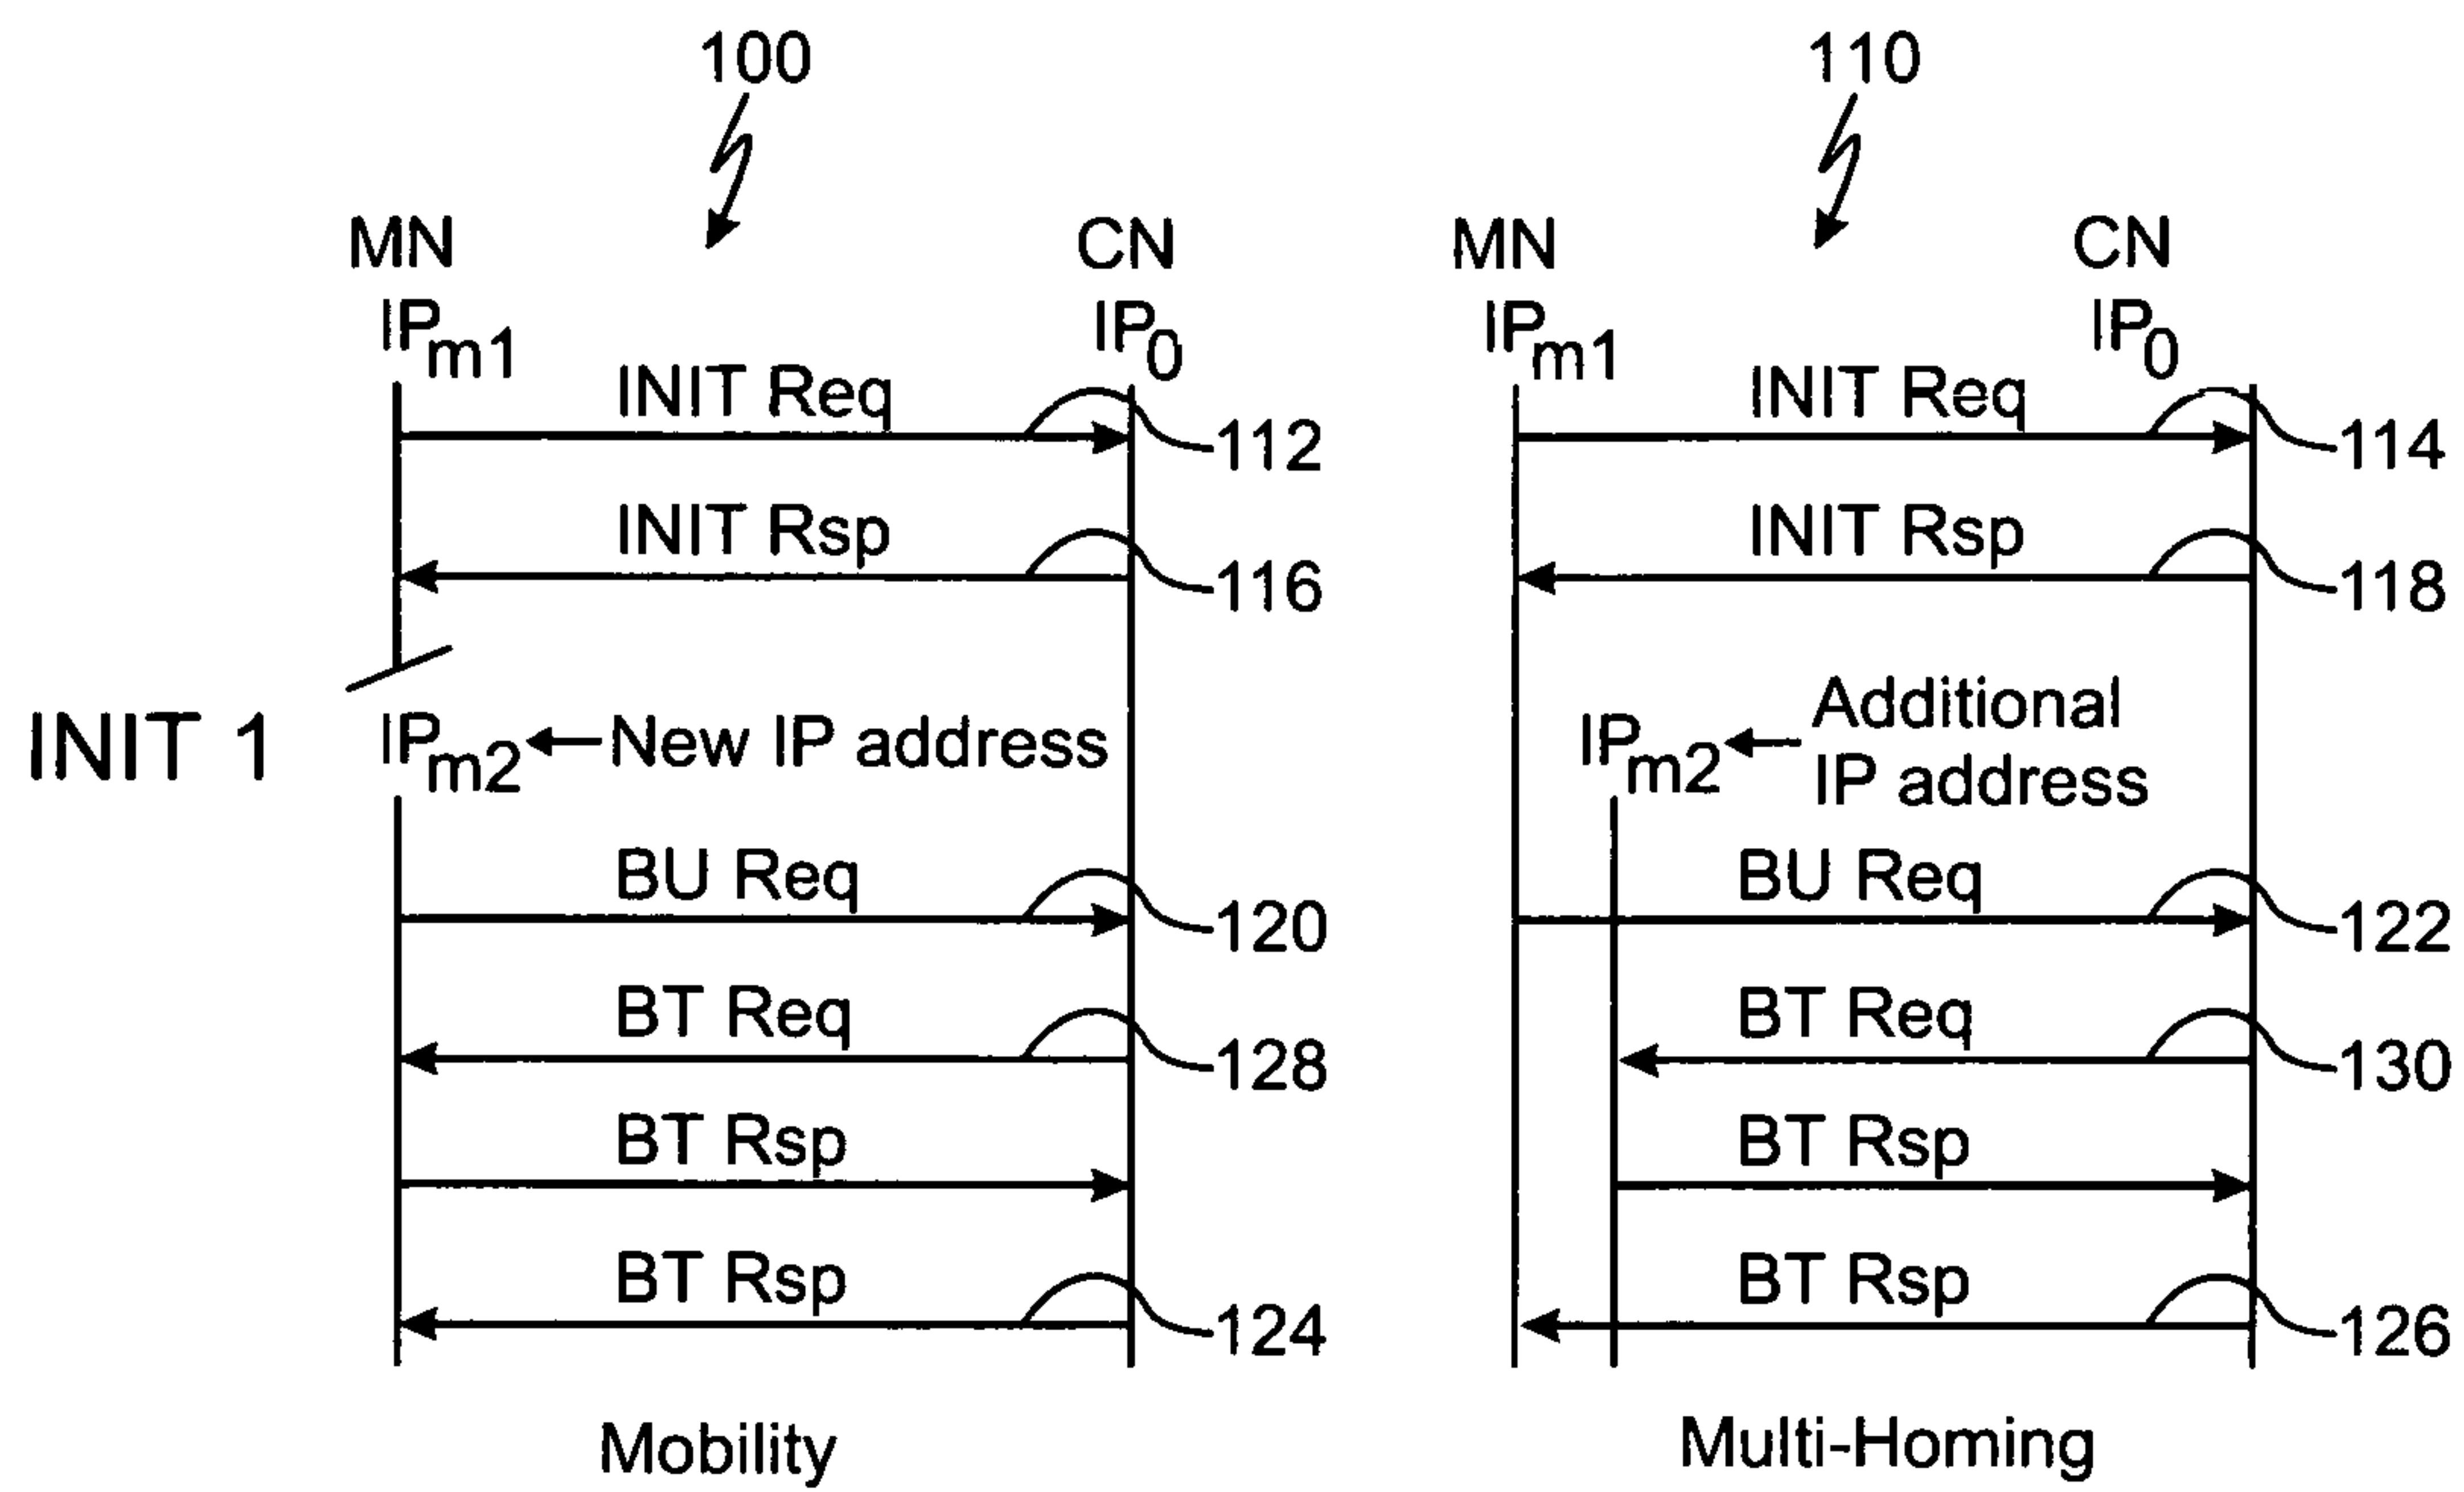 100
MN
IPm1
CN
IP0
INIT Req
112
INIT Rsp
116
INIT 1
IPm2
New IP address
BU Req
120
BT Req
128
BT Rsp
BT Rsp
124
Mobility
110
MN
IPm1
CN
IP0
INIT Req
114
INIT Rsp
118
IPm2
Additional
IP address
BU Req
122
BT Req
130
BT Rsp
BT Rsp
126
Multi-Homing